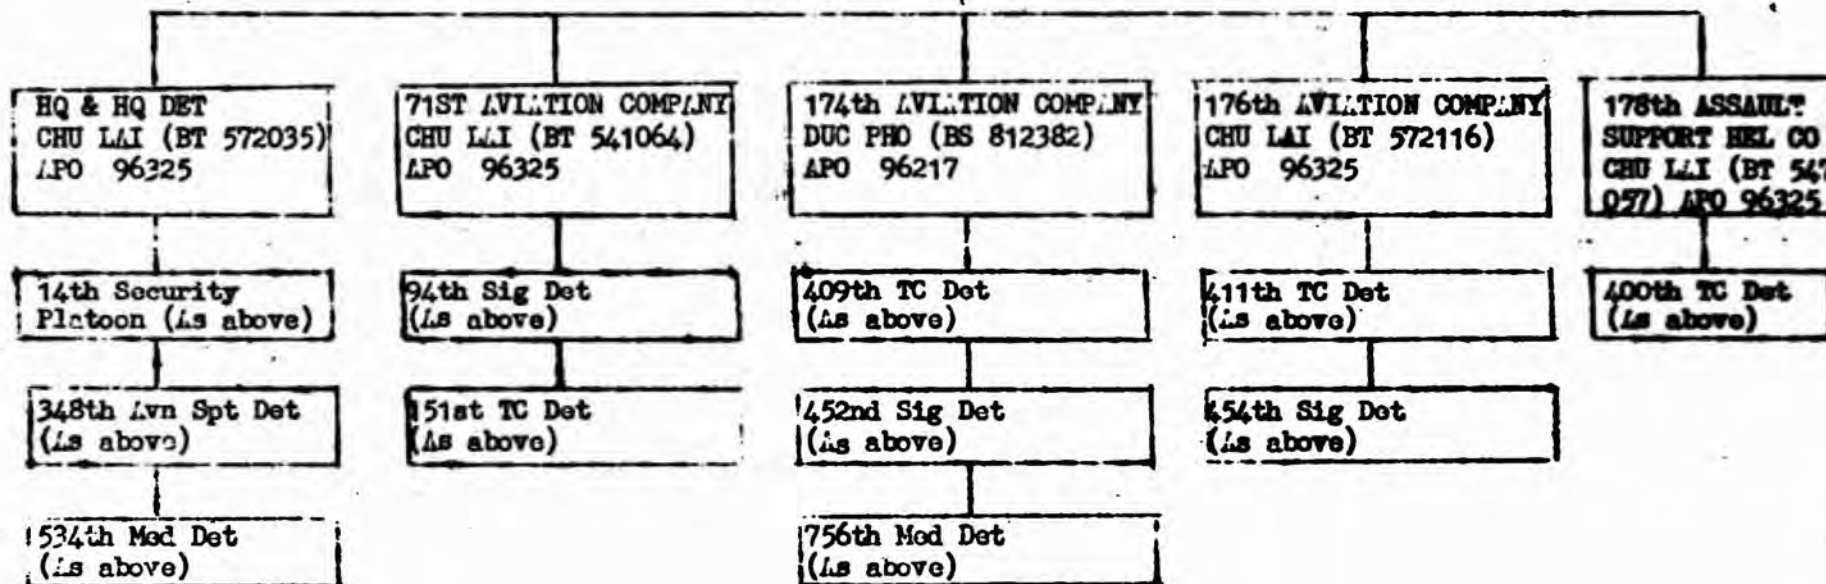 HQ & HQ DET
CHU LAI (BT 572035)
APO 96325
71ST AVIATION COMPANY
CHU LAI (BT 541064)
APO 96325
174th AVIATION COMPANY
DUC PHO (BS 812382)
APO 96217
176th AVIATION COMPANY
CHU LAI (BT 572116)
APO 96325
178th ASSAULT
SUPPORT HEL CO
CHU LAI (BT 547
057) APO 96325
14th Security
Platoon (As above)
94th Sig Det
(As above)
409th TC Det
(As above)
411th TC Det
(As above)
400th TC Det
(As above)
348th Avn Spt Det
(As above)
151st TC Det
(As above)
452nd Sig Det
(As above)
454th Sig Det
(As above)
534th Med Det
(As above)
756th Med Det
(As above)